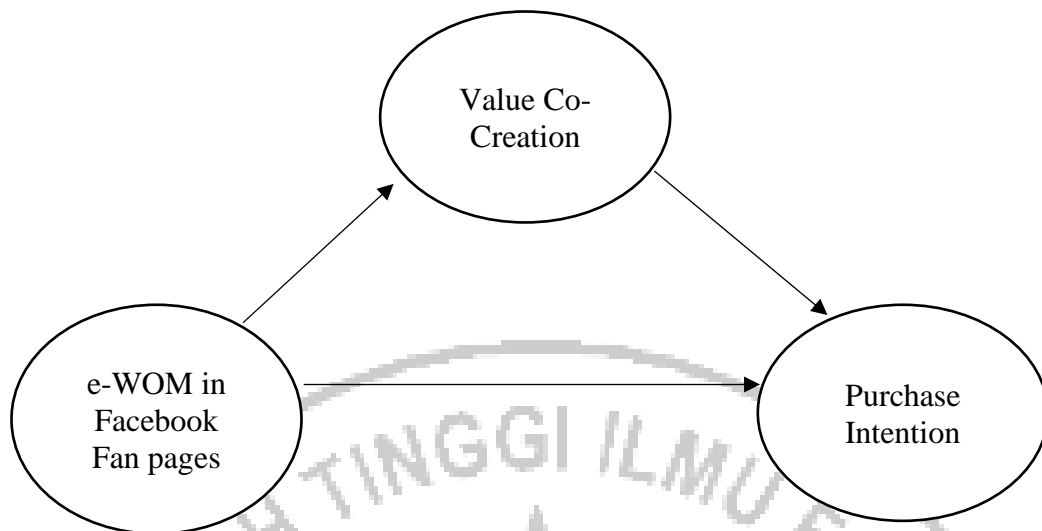 Value Co-
Creation
e-WOM in
Facebook
Fan pages
Purchase
Intention
TINGGI ILMU